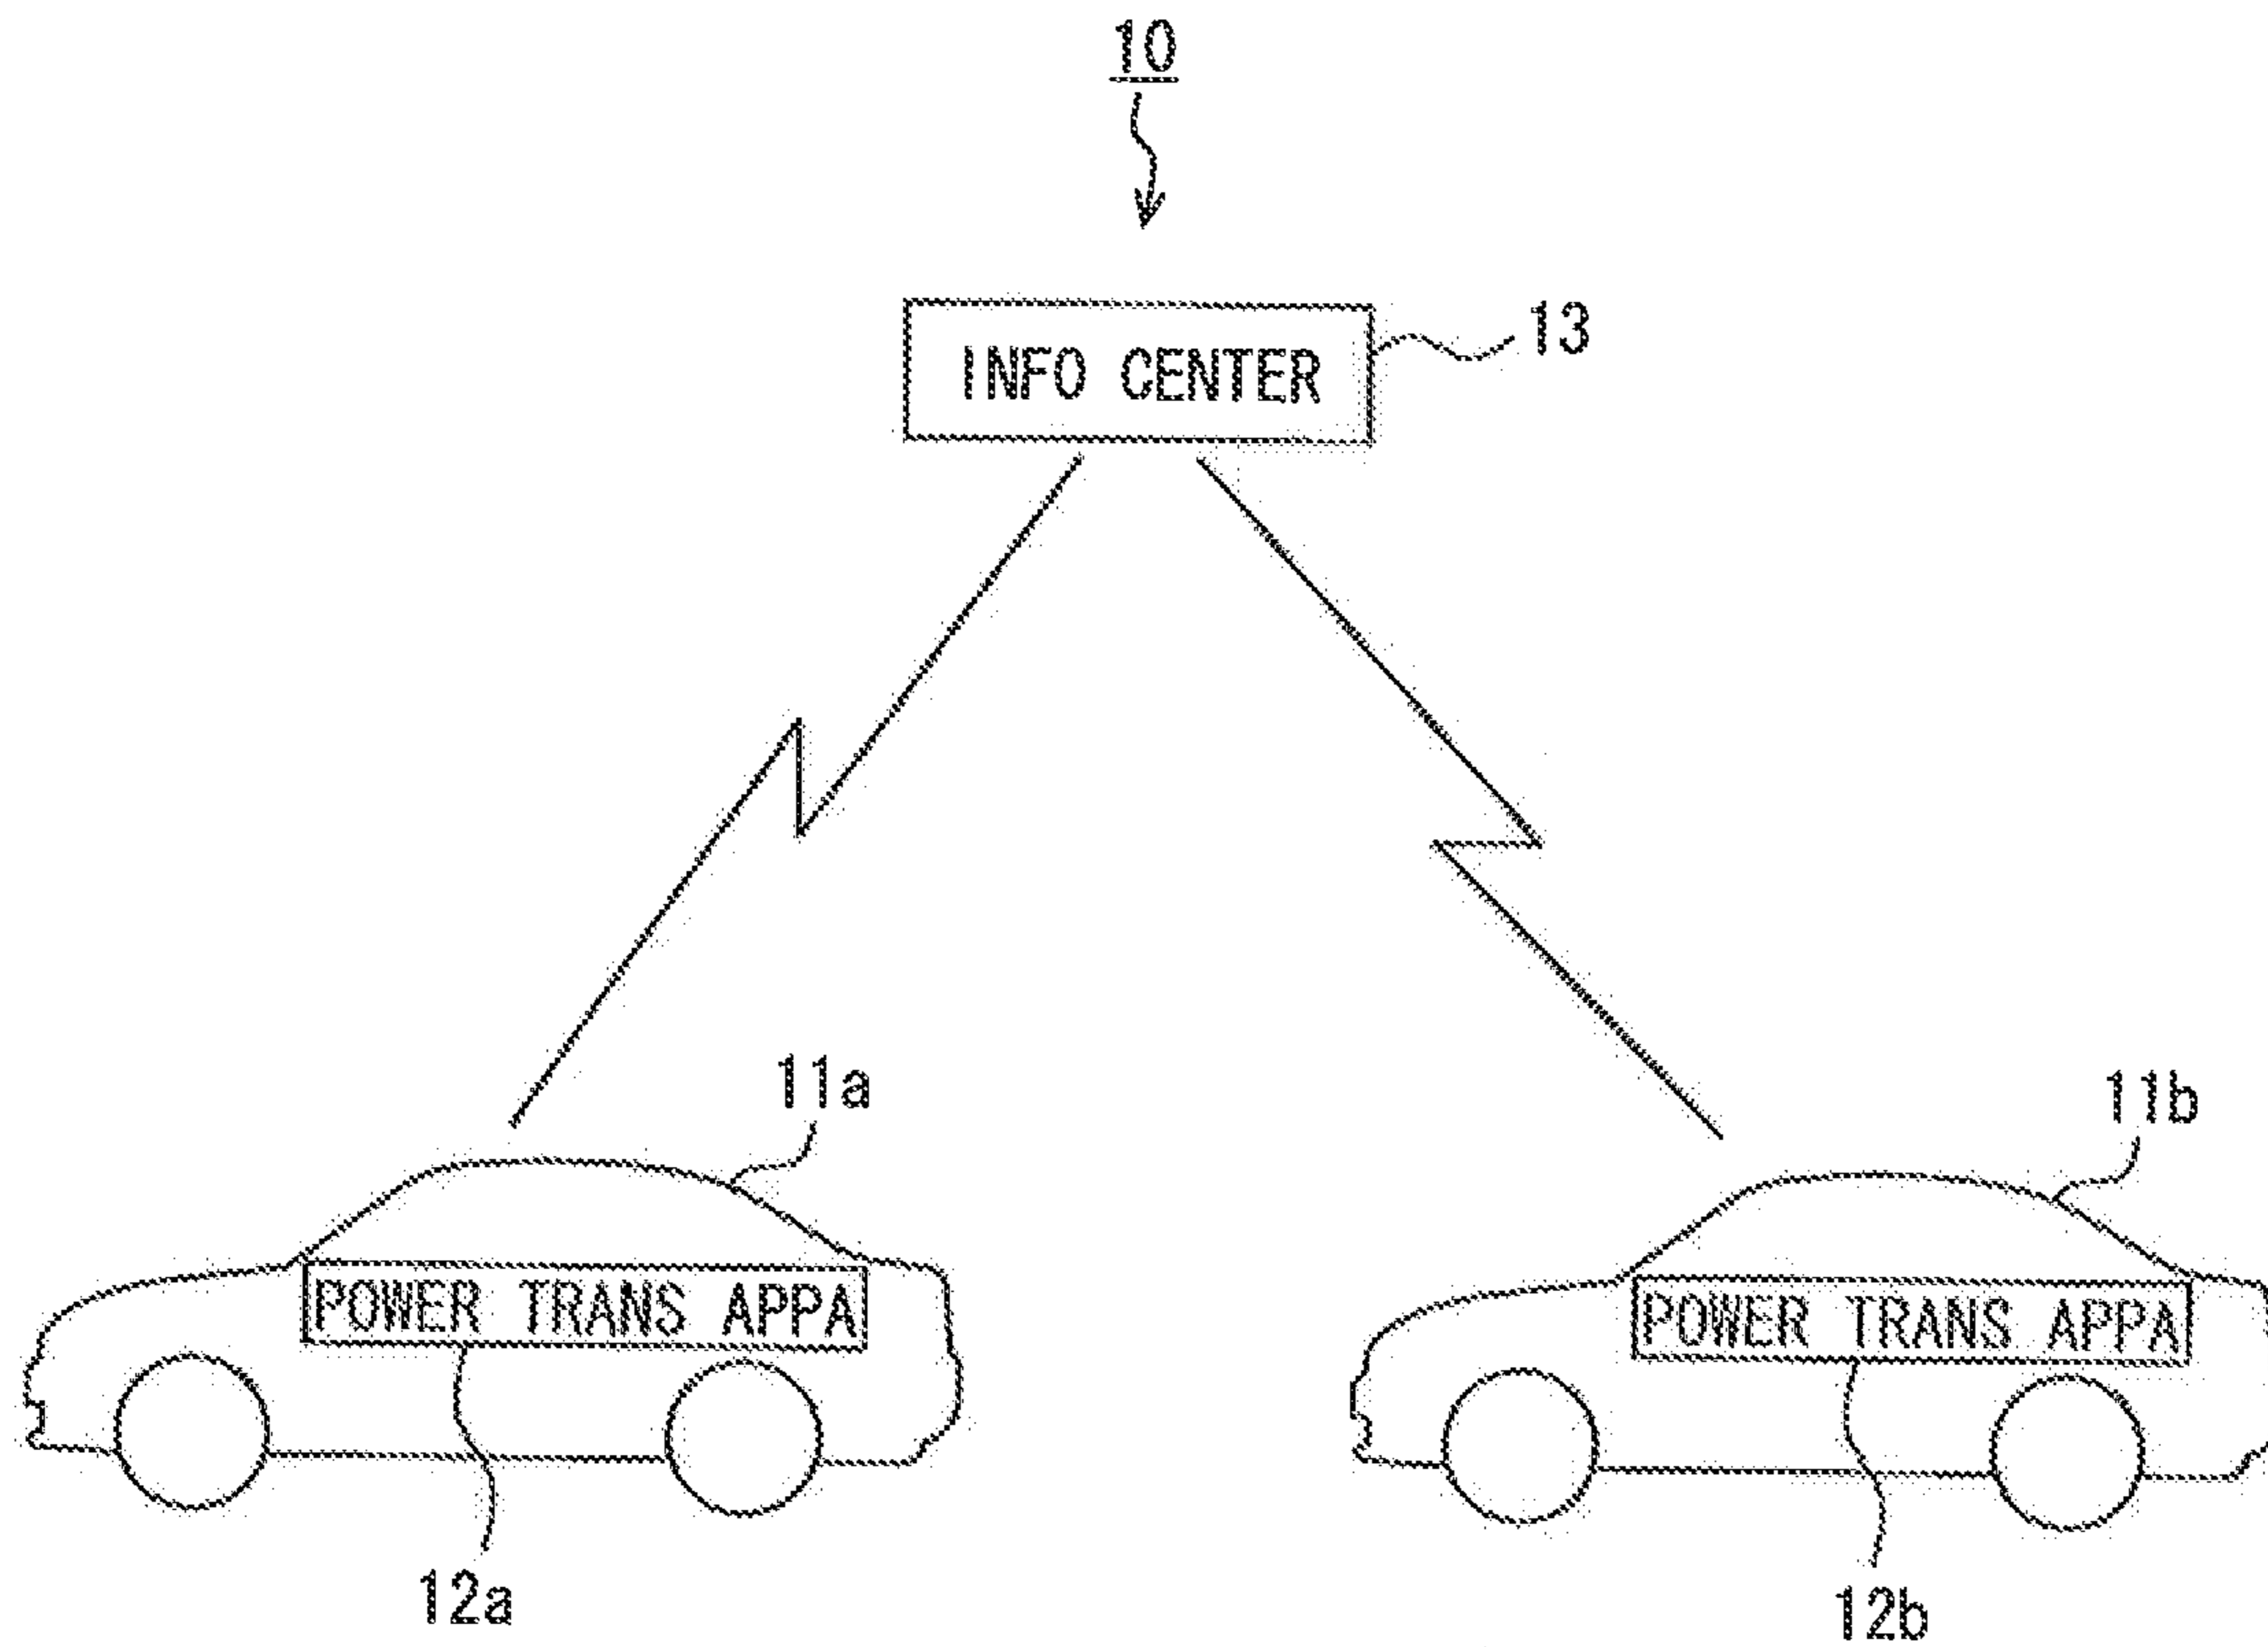 10
INFO CENTER
13
11a
11b
POWER TRANS APPA
POWER TRANS APPA
12a
12b